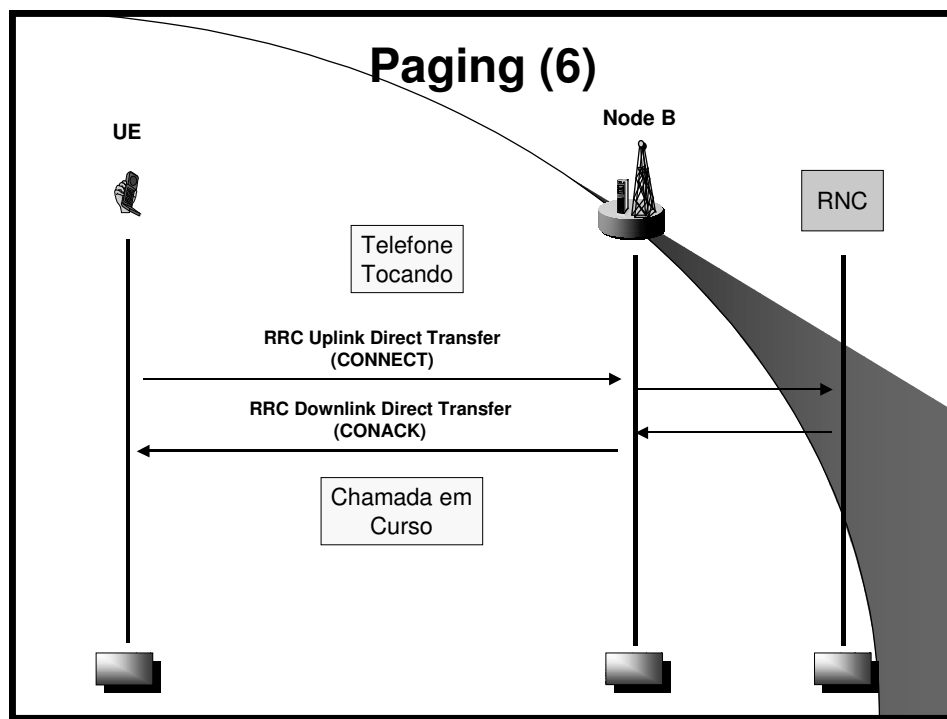 Paging (6)
UE
Node B
RNC
Telefone
Tocando
RRC Uplink Direct Transfer
(CONNECT)
RRC Downlink Direct Transfer
(CONACK)
Chamada em
Curso